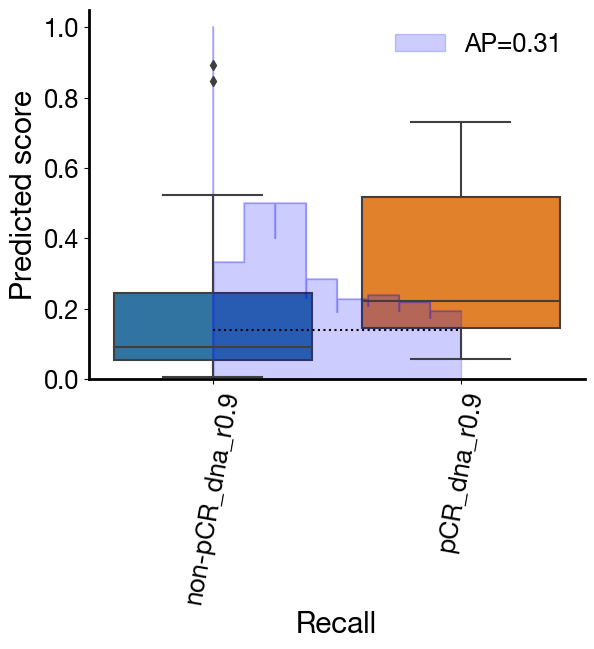 1.0
0.8
0.6
0.4
0.2
0.0
Predicted score
AP=0.31
non-pCR_dna_r0.9
pCR_dna_r0.9
Recall